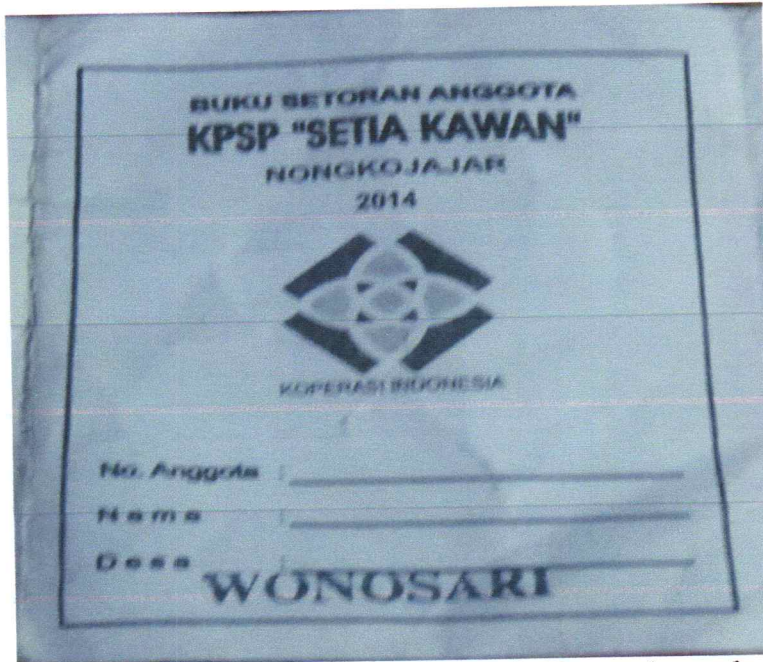 BUKU SETORAN ANGGOTA
KPSP "SETIA KAWAN"
NONGKOJAJAR
2014
KOPERASI INDONESIA
No. Anggota :
Nama :
Desa :
WONOSARI